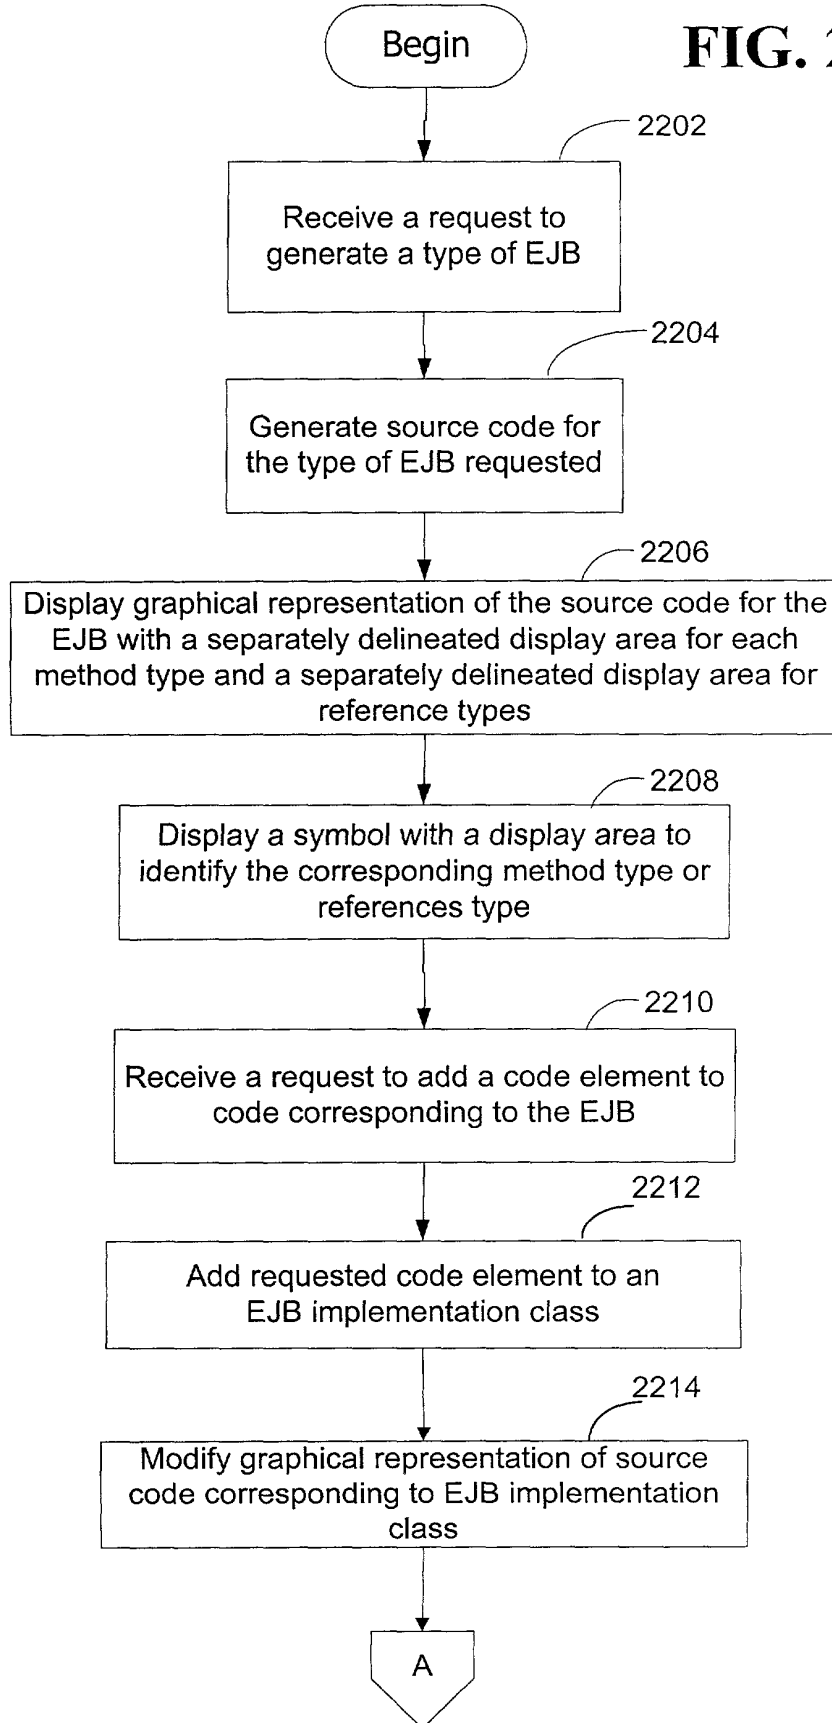 Begin
FIG. 2
2202
Receive a request to
generate a type of EJB
2204
Generate source code for
the type of EJB requested
2206
Display graphical representation of the source code for the
EJB with a separately delineated display area for each
method type and a separately delineated display area for
reference types
2208
Display a symbol with a display area to
identify the corresponding method type or
references type
2210
Receive a request to add a code element to
code corresponding to the EJB
2212
Add requested code element to an
EJB implementation class
2214
Modify graphical representation of source
code corresponding to EJB implementation
class
A